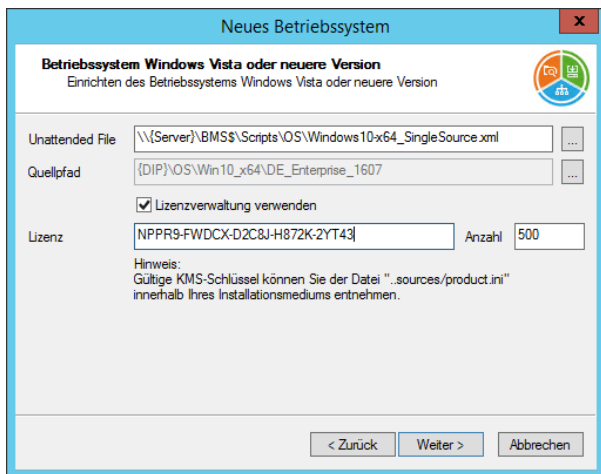 Neues Betriebssystem
x
Betriebssystem Windows Vista oder neuere Version
Einrichten des Betriebssystems Windows Vista oder neuere Version
Unattended File \\{Server}\BMS$\Scripts\OS\Windows10-x64_SingleSource.xml ...
Quellpfad {DIP}\OS\Win10_x64\DE_Enterprise_1607 ...
Lizenzverwaltung verwenden
Lizenz NPPR9-FWDCX-D2C8J-H872K-2YT43 Anzahl 500
Hinweis:
Gültige KMS-Schlüssel können Sie der Datei "..sources/product.ini"
innerhalb Ihres Installationsmediums entnehmen.
< Zurück Weiter > Abbrechen